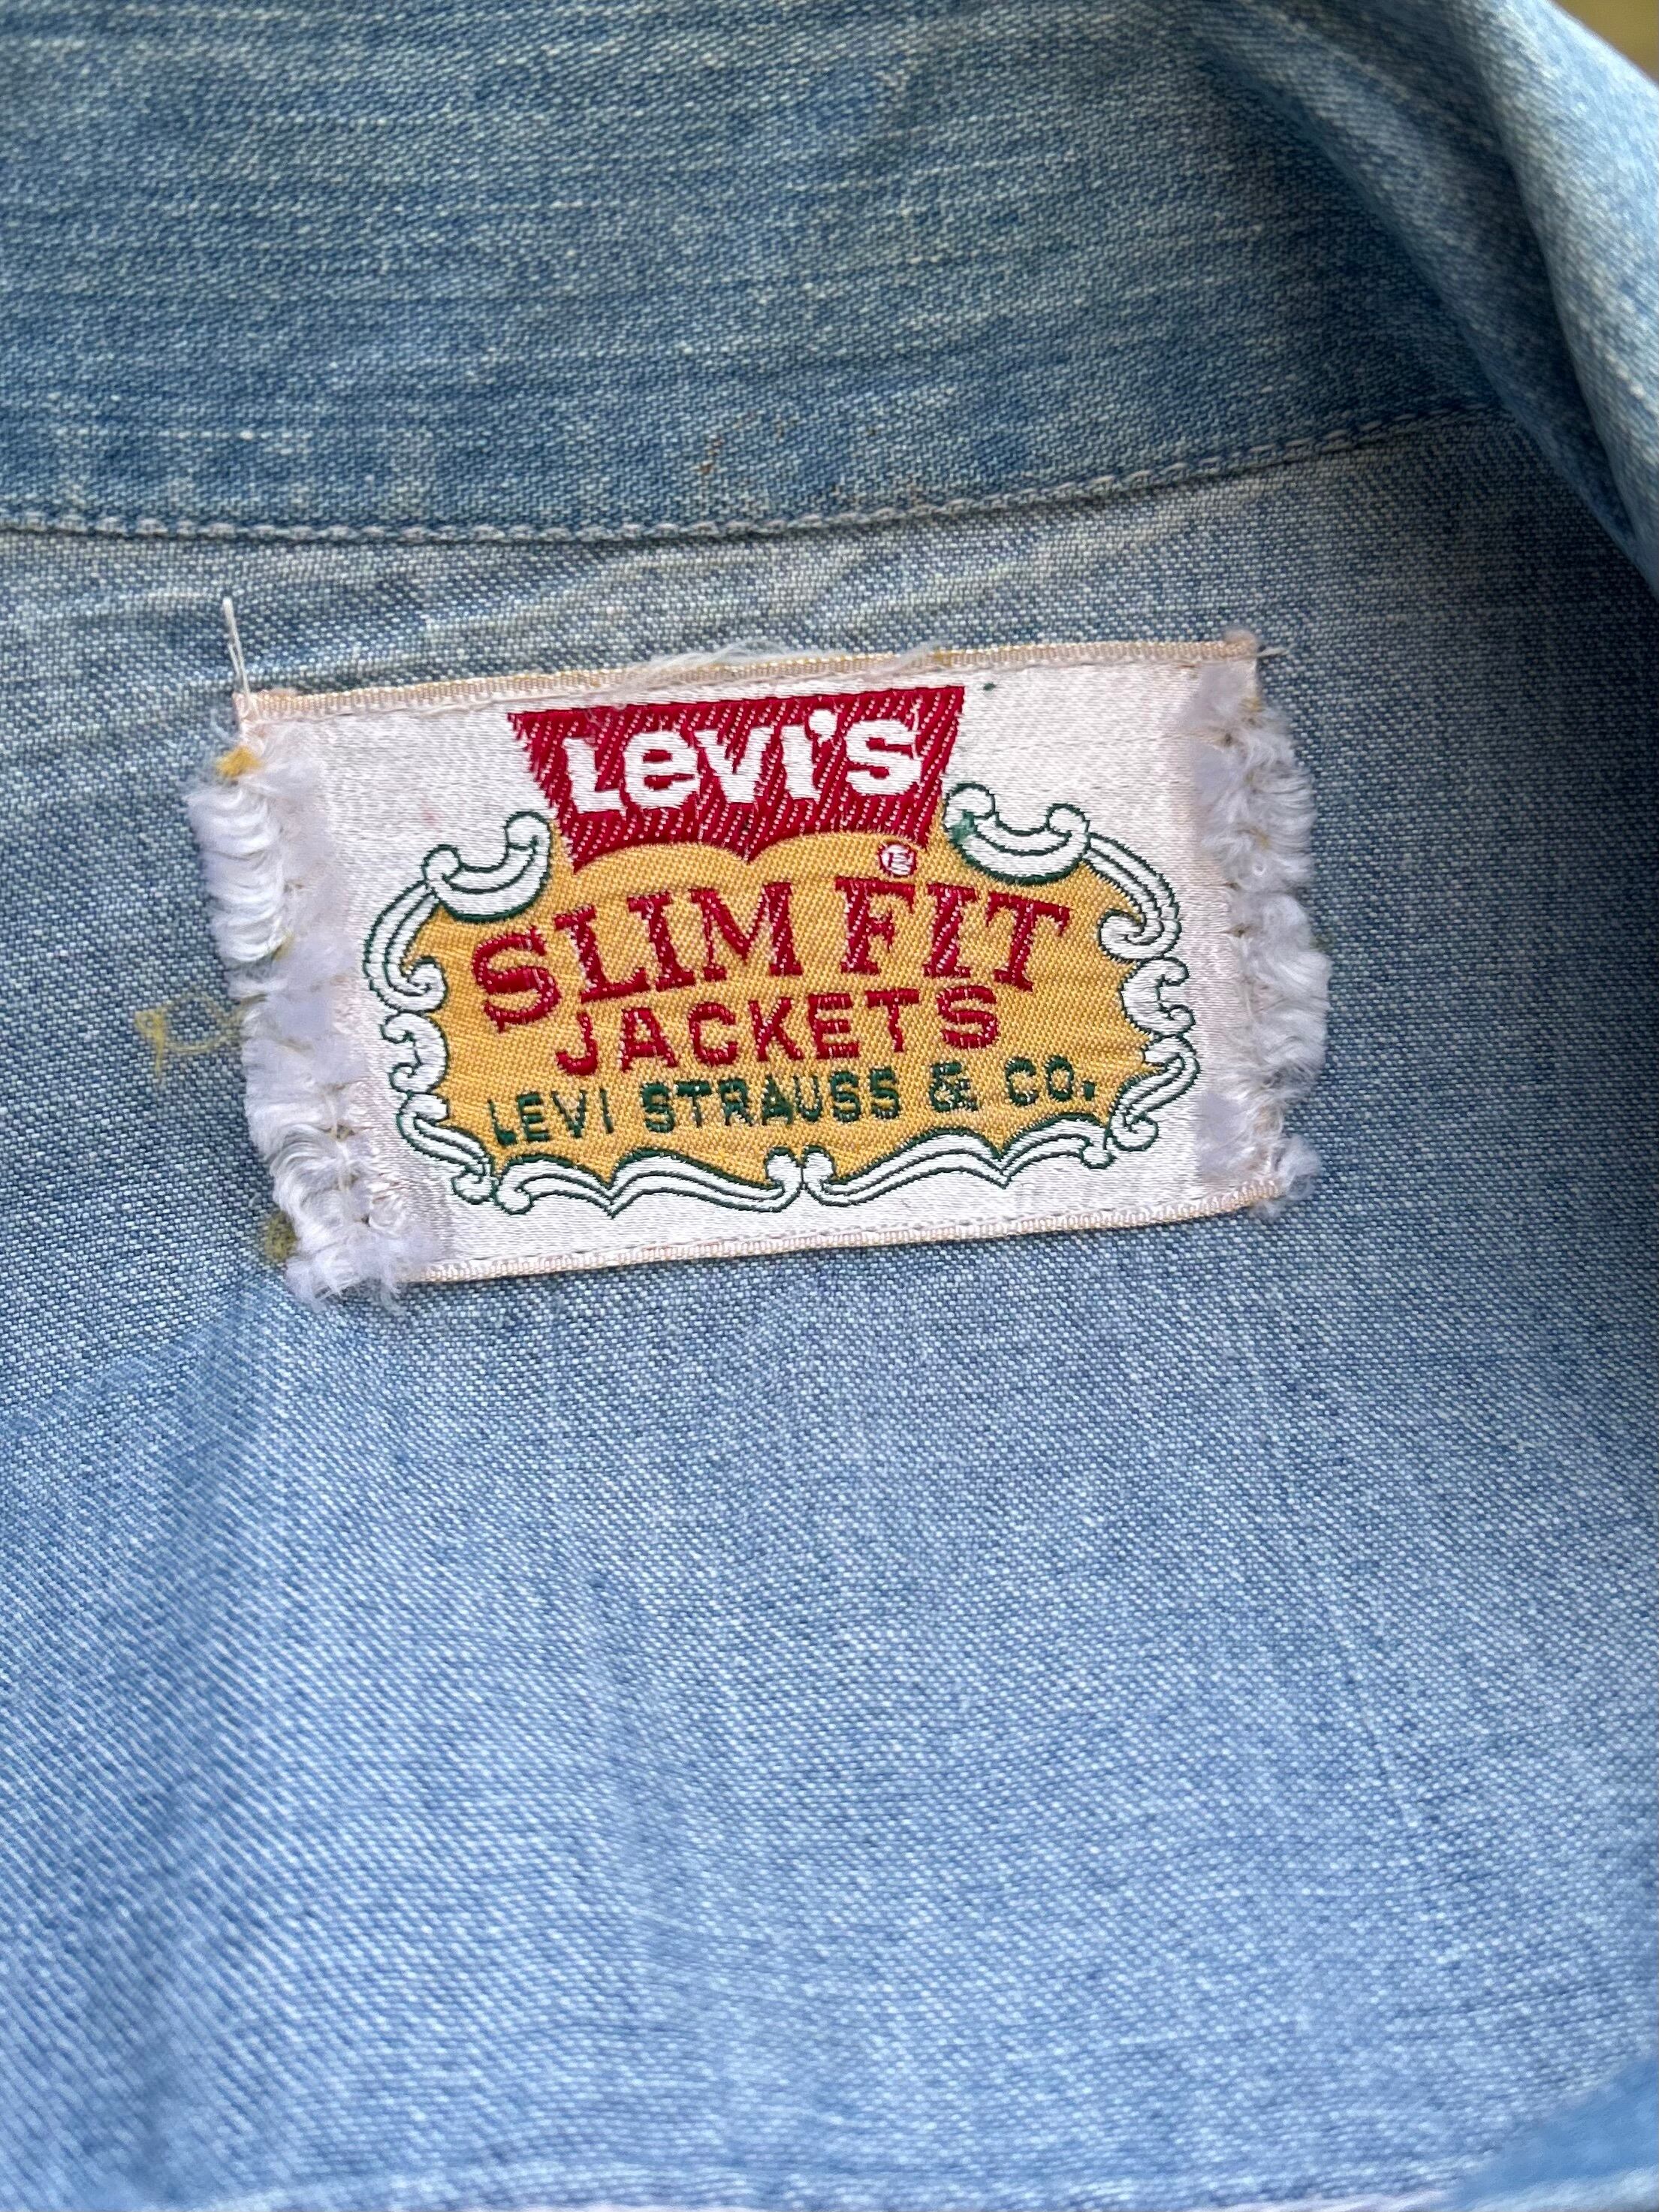 Levi's
®
SLIM FIT
JACKETS
LEVI STRAUSS & CO.